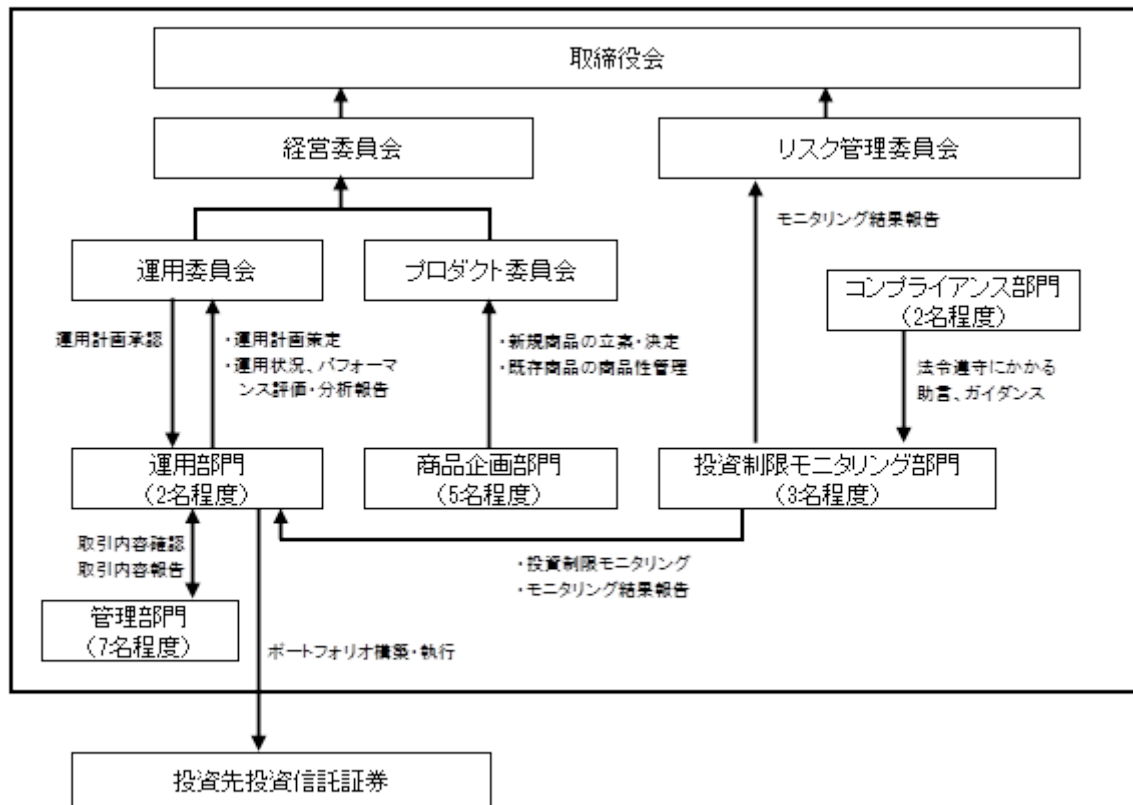 取締役会
経営委員会
リスク管理委員会
モニタリング結果報告
運用委員会
プロダクト委員会
コンプライアンス部門
(2名程度)
運用計画承認
・運用計画策定
・運用状況、パフォーマ
ンス評価・分析報告
・新規商品の立案・決定
・既存商品の商品性管理
法令遵守にかかる
助言、ガイダンス
運用部門
(2名程度)
商品企画部門
(5名程度)
投資制限モニタリング部門
(3名程度)
取引内容確認
取引内容報告
・投資制限モニタリング
・モニタリング結果報告
管理部門
(7名程度)
ポートフォリオ構築・執行
投資先投資信託証券